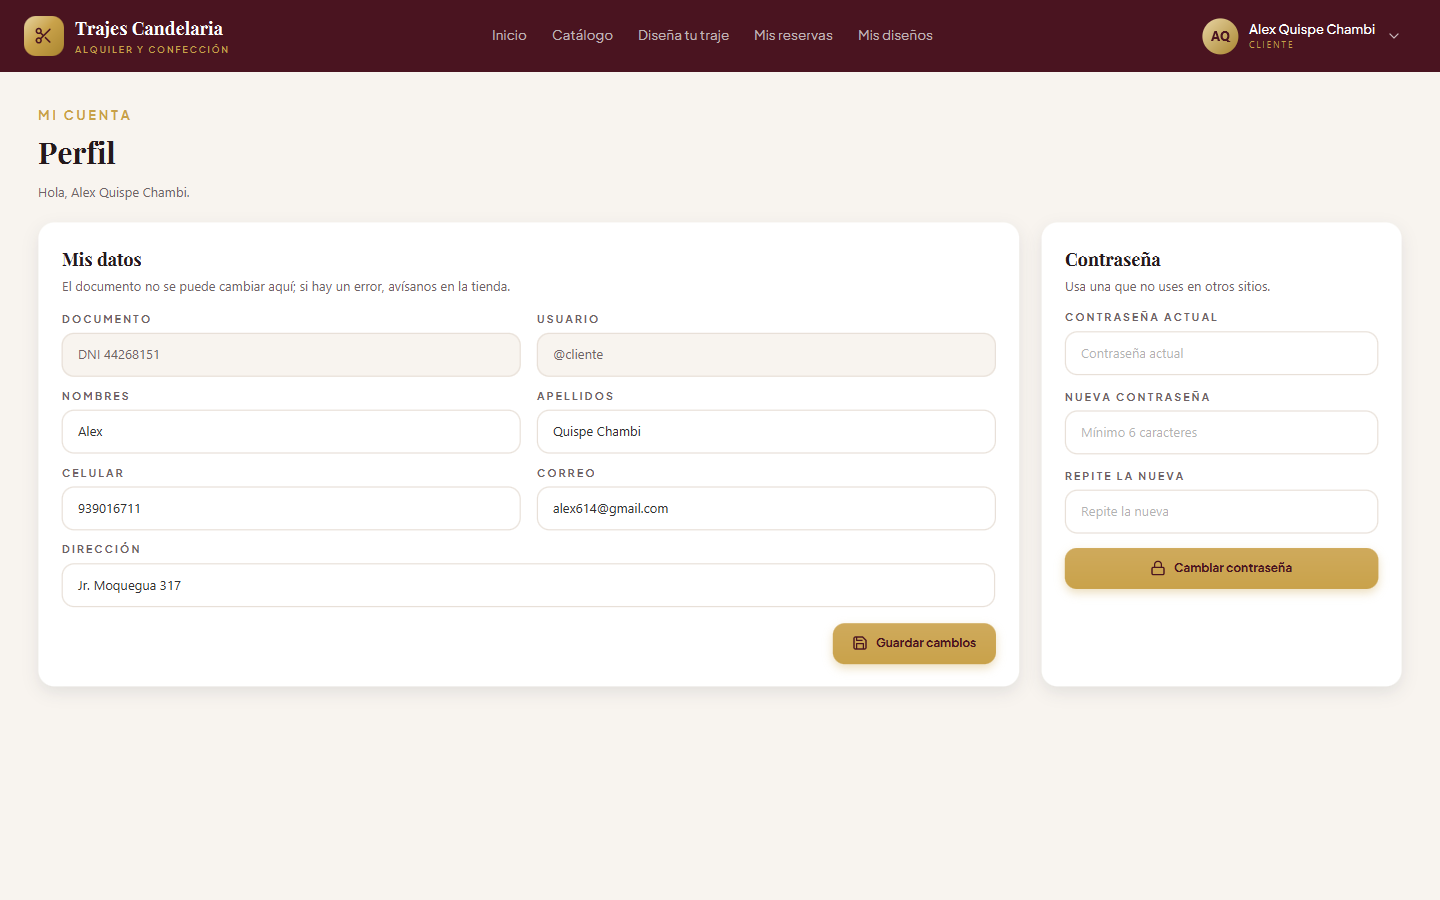 Trajes Candelaria
ALQUILER Y CONFECCIÓN
Inicio
Catálogo
Diseña tu traje
Mis reservas
Mis diseños
AQ
Alex Quispe Chambi
CLIENTE
MI CUENTA
Perfil
Hola, Alex Quispe Chambi.
Mis datos
El documento no se puede cambiar aquí; si hay un error, avísanos en la tienda.
DOCUMENTO
DNI 44268151
USUARIO
@cliente
NOMBRES
Alex
APELLIDOS
Quispe Chambi
CELULAR
939016711
CORREO
alex614@gmail.com
DIRECCIÓN
Jr. Moquegua 317
Guardar cambios
Contraseña
Usa una que no uses en otros sitios.
CONTRASEÑA ACTUAL
Contraseña actual
NUEVA CONTRASEÑA
Mínimo 6 caracteres
REPITE LA NUEVA
Repite la nueva
Cambiar contraseña